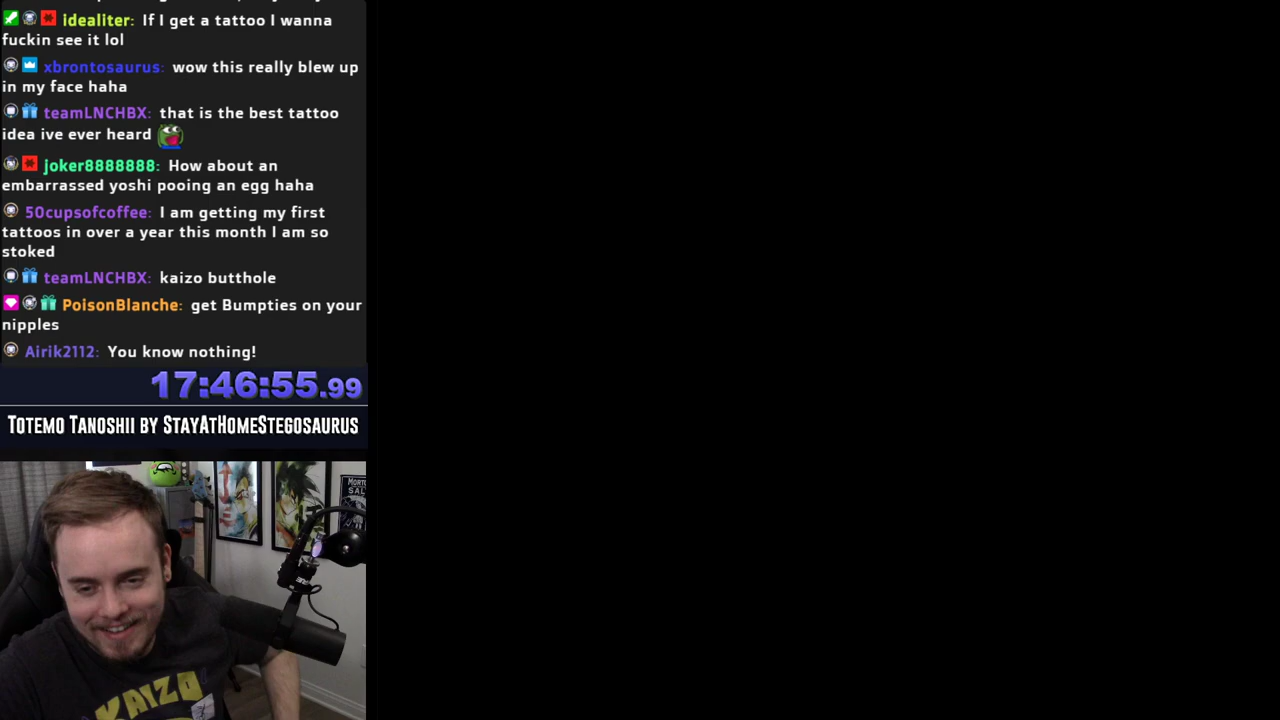 idealiter: If I get a tattoo I wanna
fuckin see it lol
xbrontosaurus: wow this really blew up
in my face haha
teamLNCHBX: that is the best tattoo
idea ive ever heard
joker8888888: How about an
embarrassed yoshi pooing an egg haha
50cupsofcoffee: I am getting my first
tattoos in over a year this month I am so
stoked
teamLNCHBX: kaizo butthole
PoisonBlanche: get Bumpties on your
nipples
Airik2112: You know nothing!
17:46:55.99
TOTEMO TANOSHII BY STAYATHOMESTEGOSAURUS
KAIZO